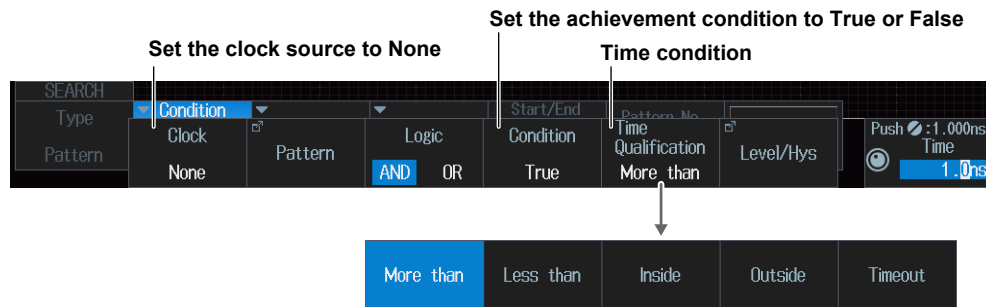 Set the achievement condition to True or False
Set the clock source to None
Time condition
SEARCH
Type
Pattern
Condition
Start/End
Pattern No.
Clock
None
Pattern
Logic
AND OR
Condition
True
Time
Qualification
More than
Level/Hys
Push :1.000ns
Time
1.0ns
More than
Less than
Inside
Outside
Timeout